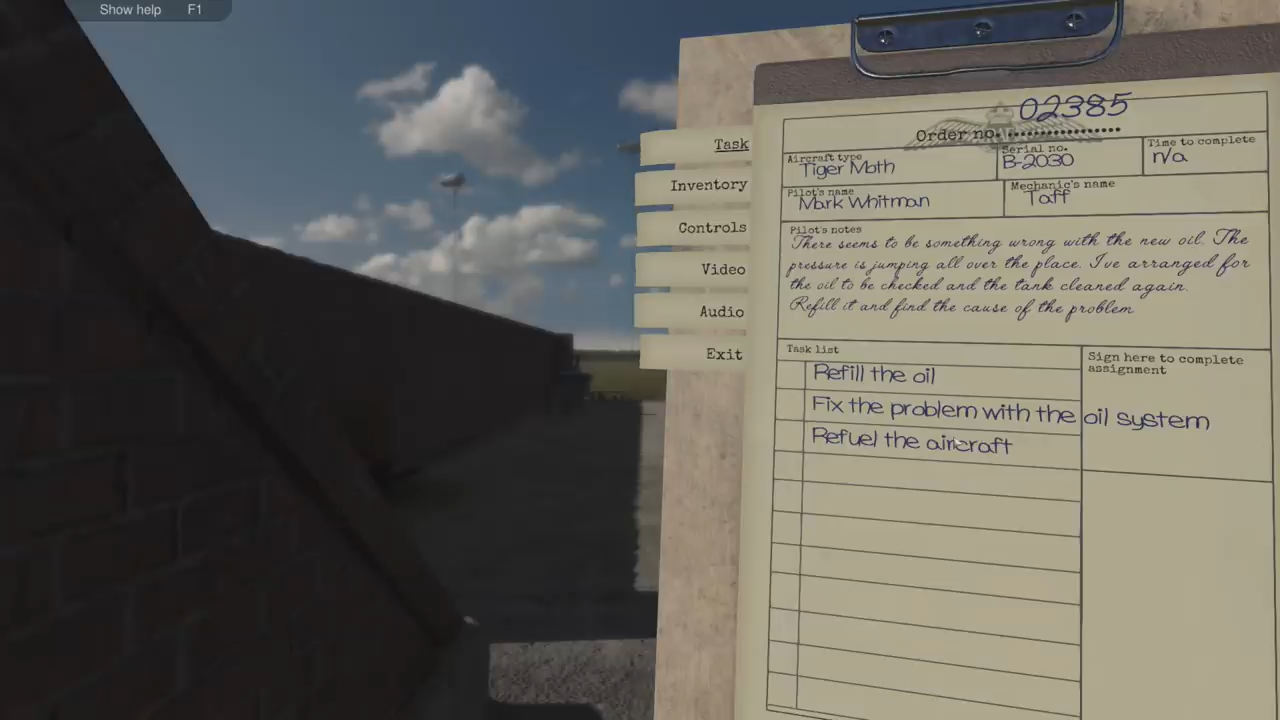 Show help F1
Task
Inventory
Controls
Video
Audio
Exit
Order no. 02385
Aircraft type
Tiger Moth
Serial no.
B-2030
Time to complete
n/a
Pilot's name
Mark Whitman
Mechanic's name
Taff
Pilot's notes
There seems to be something wrong with the new oil. The
pressure is jumping all over the place. I've arranged for
the oil to be checked and the tank cleaned again.
Refill it and find the cause of the problem
Task list
Refill the oil
Fix the problem with the oil system
Refuel the aircraft
Sign here to complete
assignment